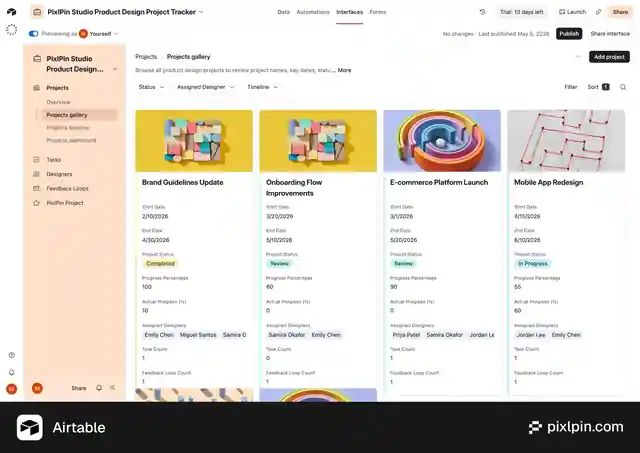 PixlPin Studio Product Design Project Tracker
Data Automations Interfaces Forms
Trial: 13 days left Launch Share
Previewing as M Yourself
No changes · Last published May 5, 2026 Publish Share interface
PixlPin Studio
Product Design...
Projects
Overview
Projects gallery
Projects timeline
Projects dashboard
Tasks
Designers
Feedback Loops
PixlPin Project
M
M
Share
Projects Projects gallery
Add project
Browse all product design projects to review project names, key dates, statu... More
Status Assigned Designer Timeline
Filter Sort 1
Brand Guidelines Update
Start Date
2/10/2026
End Date
4/30/2026
Project Status
Completed
Progress Percentage
100
Actual Progress (%)
10
Assigned Designers
Emily Chen Miguel Santos Samira O
Task Count
1
Feedback Loop Count
1
Onboarding Flow
Improvements
Start Date
3/20/2026
End Date
5/10/2026
Project Status
Review
Progress Percentage
80
Actual Progress (%)
0
Assigned Designers
Samira Okafor Emily Chen
Task Count
0
Feedback Loop Count
1
E-commerce Platform Launch
Start Date
3/1/2026
End Date
5/20/2026
Project Status
Review
Progress Percentage
90
Actual Progress (%)
0
Assigned Designers
Priya Patel Samira Okafor Jordan Le
Task Count
1
Feedback Loop Count
1
Mobile App Redesign
Start Date
4/15/2026
End Date
6/10/2026
Project Status
In Progress
Progress Percentage
55
Actual Progress (%)
60
Assigned Designers
Jordan Lee Emily Chen
Task Count
1
Feedback Loop Count
1
Airtable
pixlpin.com